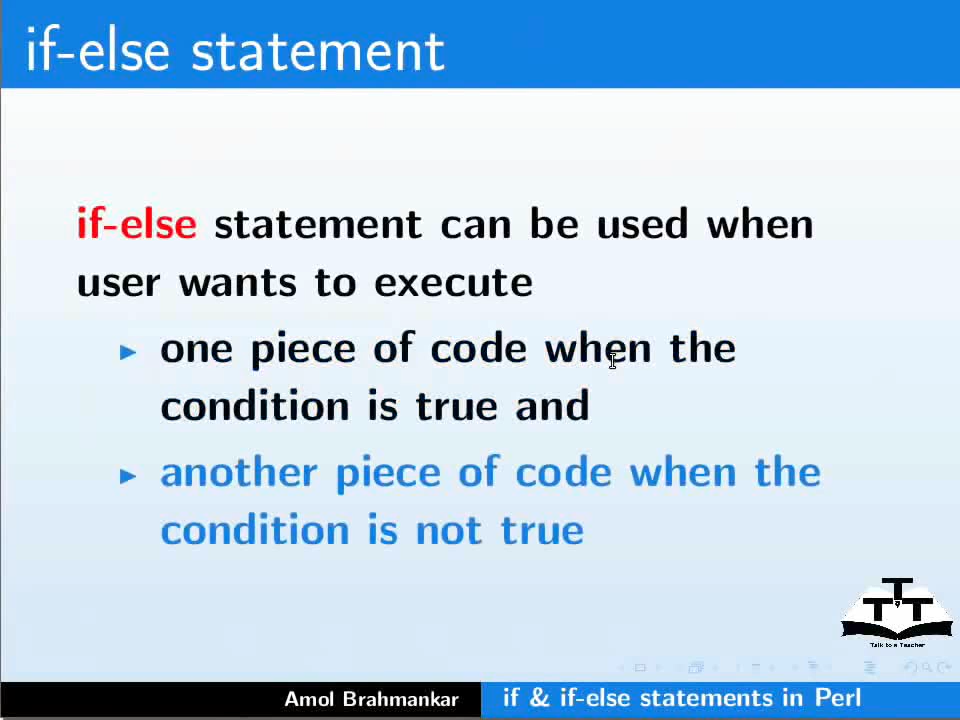 if-else statement
if-else statement can be used when
user wants to execute
one piece of code when the
condition is true and
another piece of code when the
condition is not true
T T T
Talk to a Teacher
Amol Brahmankar
if & if-else statements in Perl